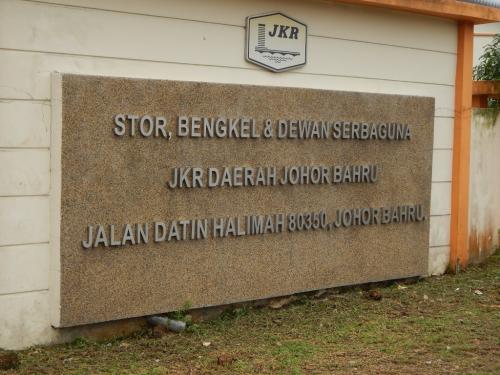 JKR
STOR, BENGKEL & DEWAN SERBAGUNA
JKR DAERAH JOHOR BAHRU
JALAN DATIN HALIMAH 80350, JOHOR BAHRU.